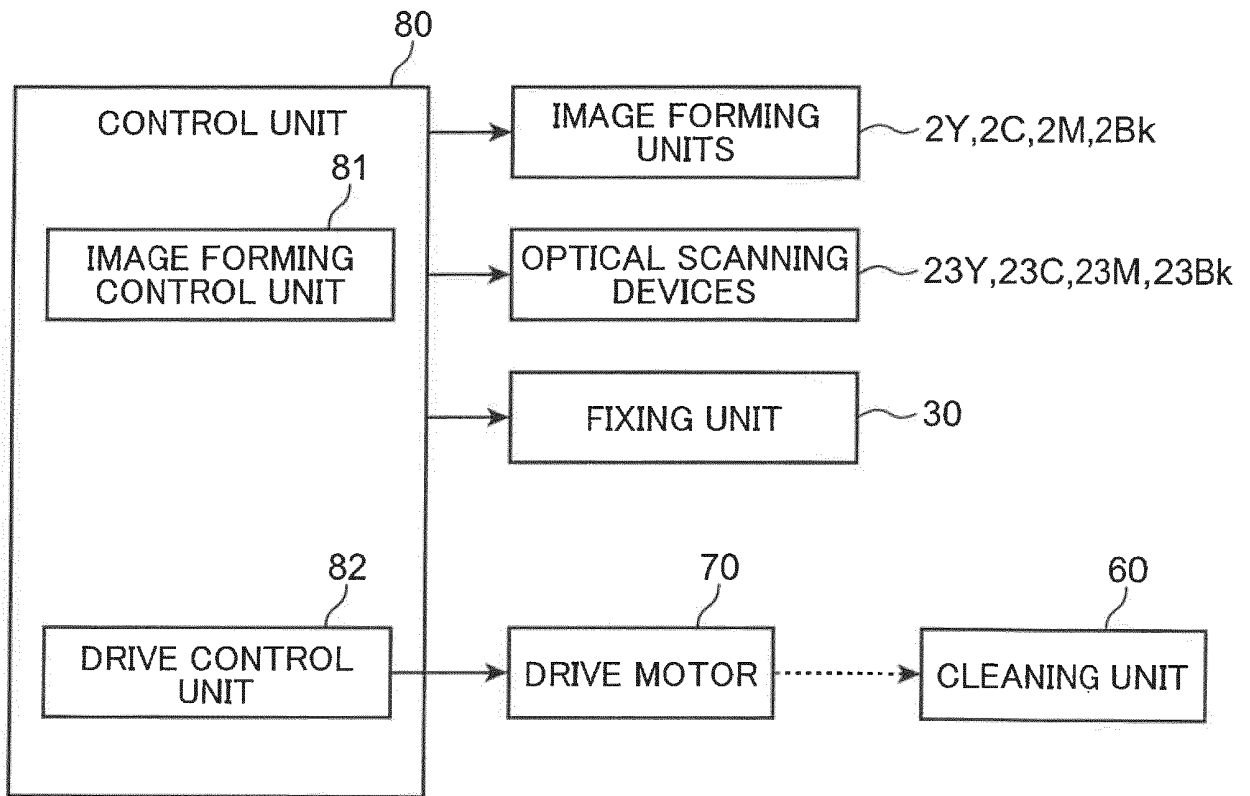 80
CONTROL UNIT
IMAGE FORMING
UNITS
2Y,2C,2M,2Bk
81
IMAGE FORMING
CONTROL UNIT
OPTICAL SCANNING
DEVICES
23Y,23C,23M,23Bk
FIXING UNIT
30
82
DRIVE CONTROL
UNIT
70
DRIVE MOTOR
60
CLEANING UNIT